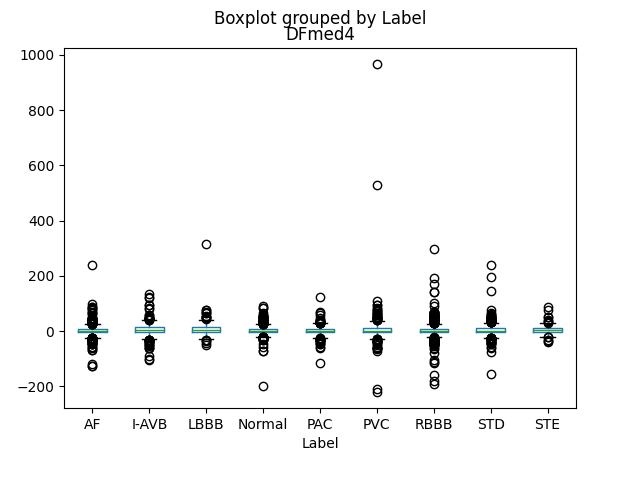 Boxplot grouped by Label
DFmed4
1000
800
600
400
200
0
−200
AF I-AVB LBBB Normal PAC PVC RBBB STD STE
Label